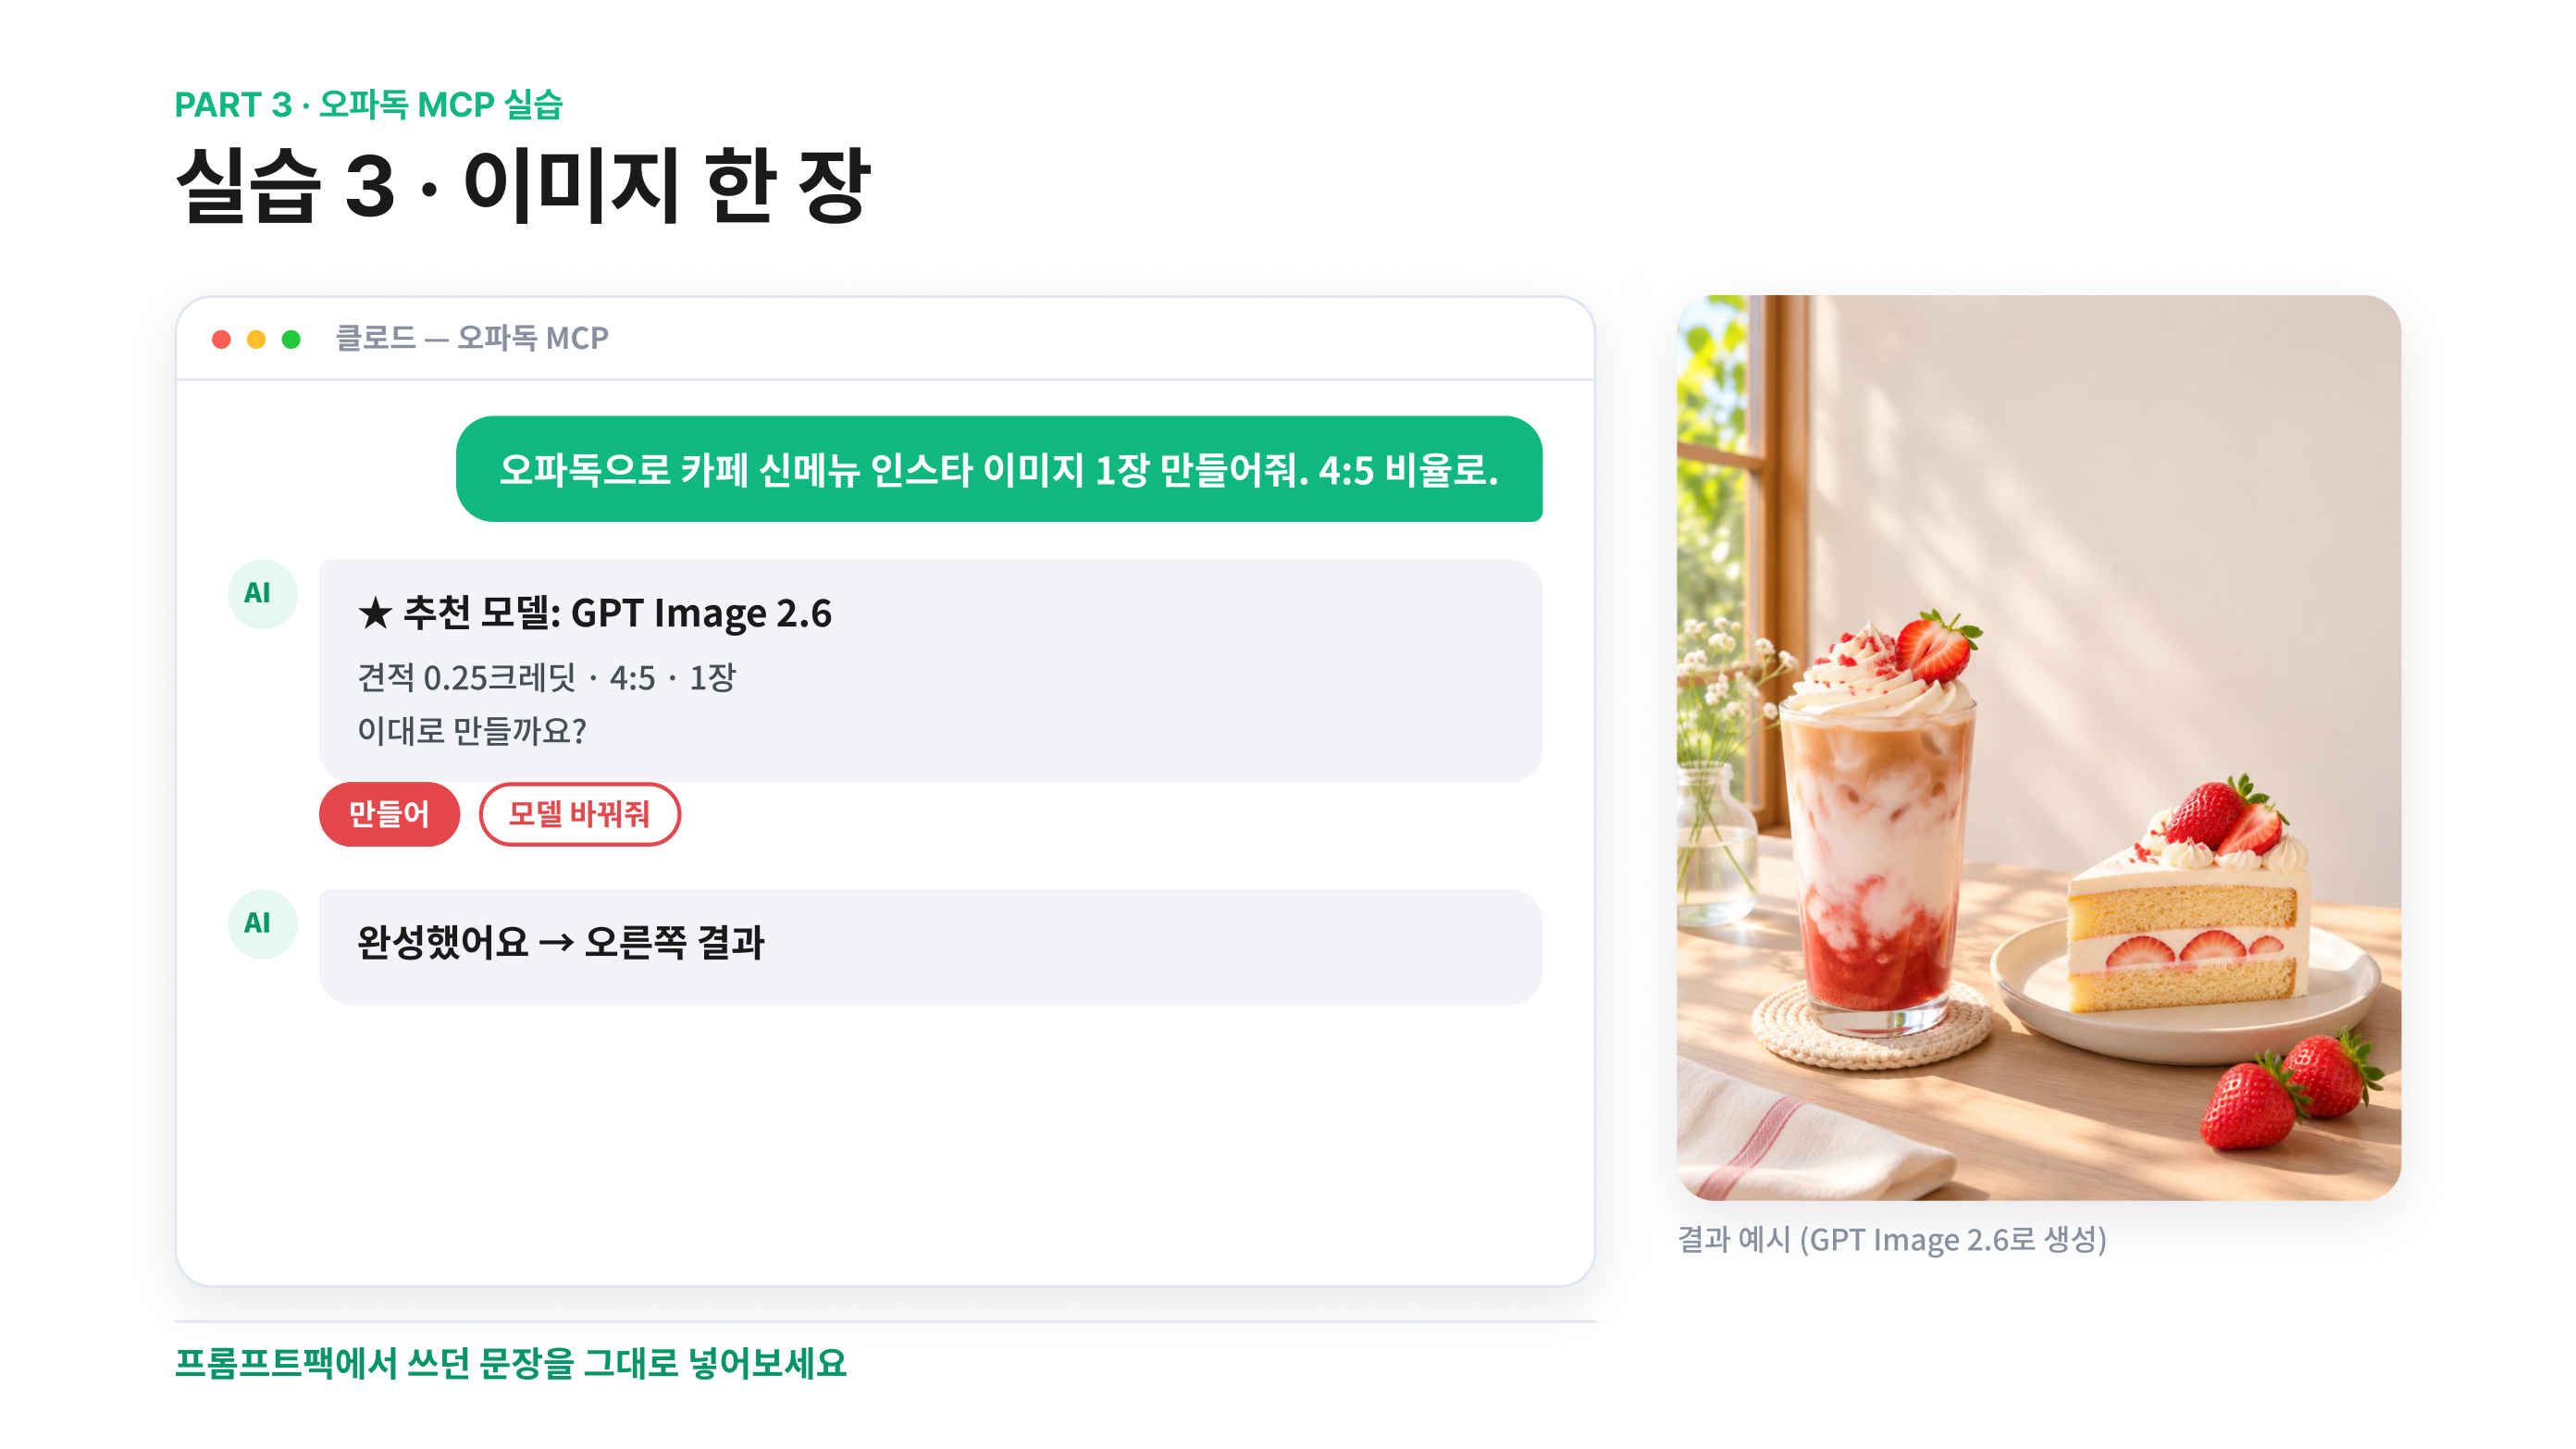 PART 3 · 오파독 MCP 실습
실습 3 · 이미지 한 장
클로드 — 오파독 MCP
오파독으로 카페 신메뉴 인스타 이미지 1장 만들어줘. 4:5 비율로.
AI
★ 추천 모델: GPT Image 2.6
견적 0.25크레딧 · 4:5 · 1장
이대로 만들까요?
만들어
모델 바꿔줘
AI
완성했어요 → 오른쪽 결과
결과 예시 (GPT Image 2.6로 생성)
프롬프트팩에서 쓰던 문장을 그대로 넣어보세요